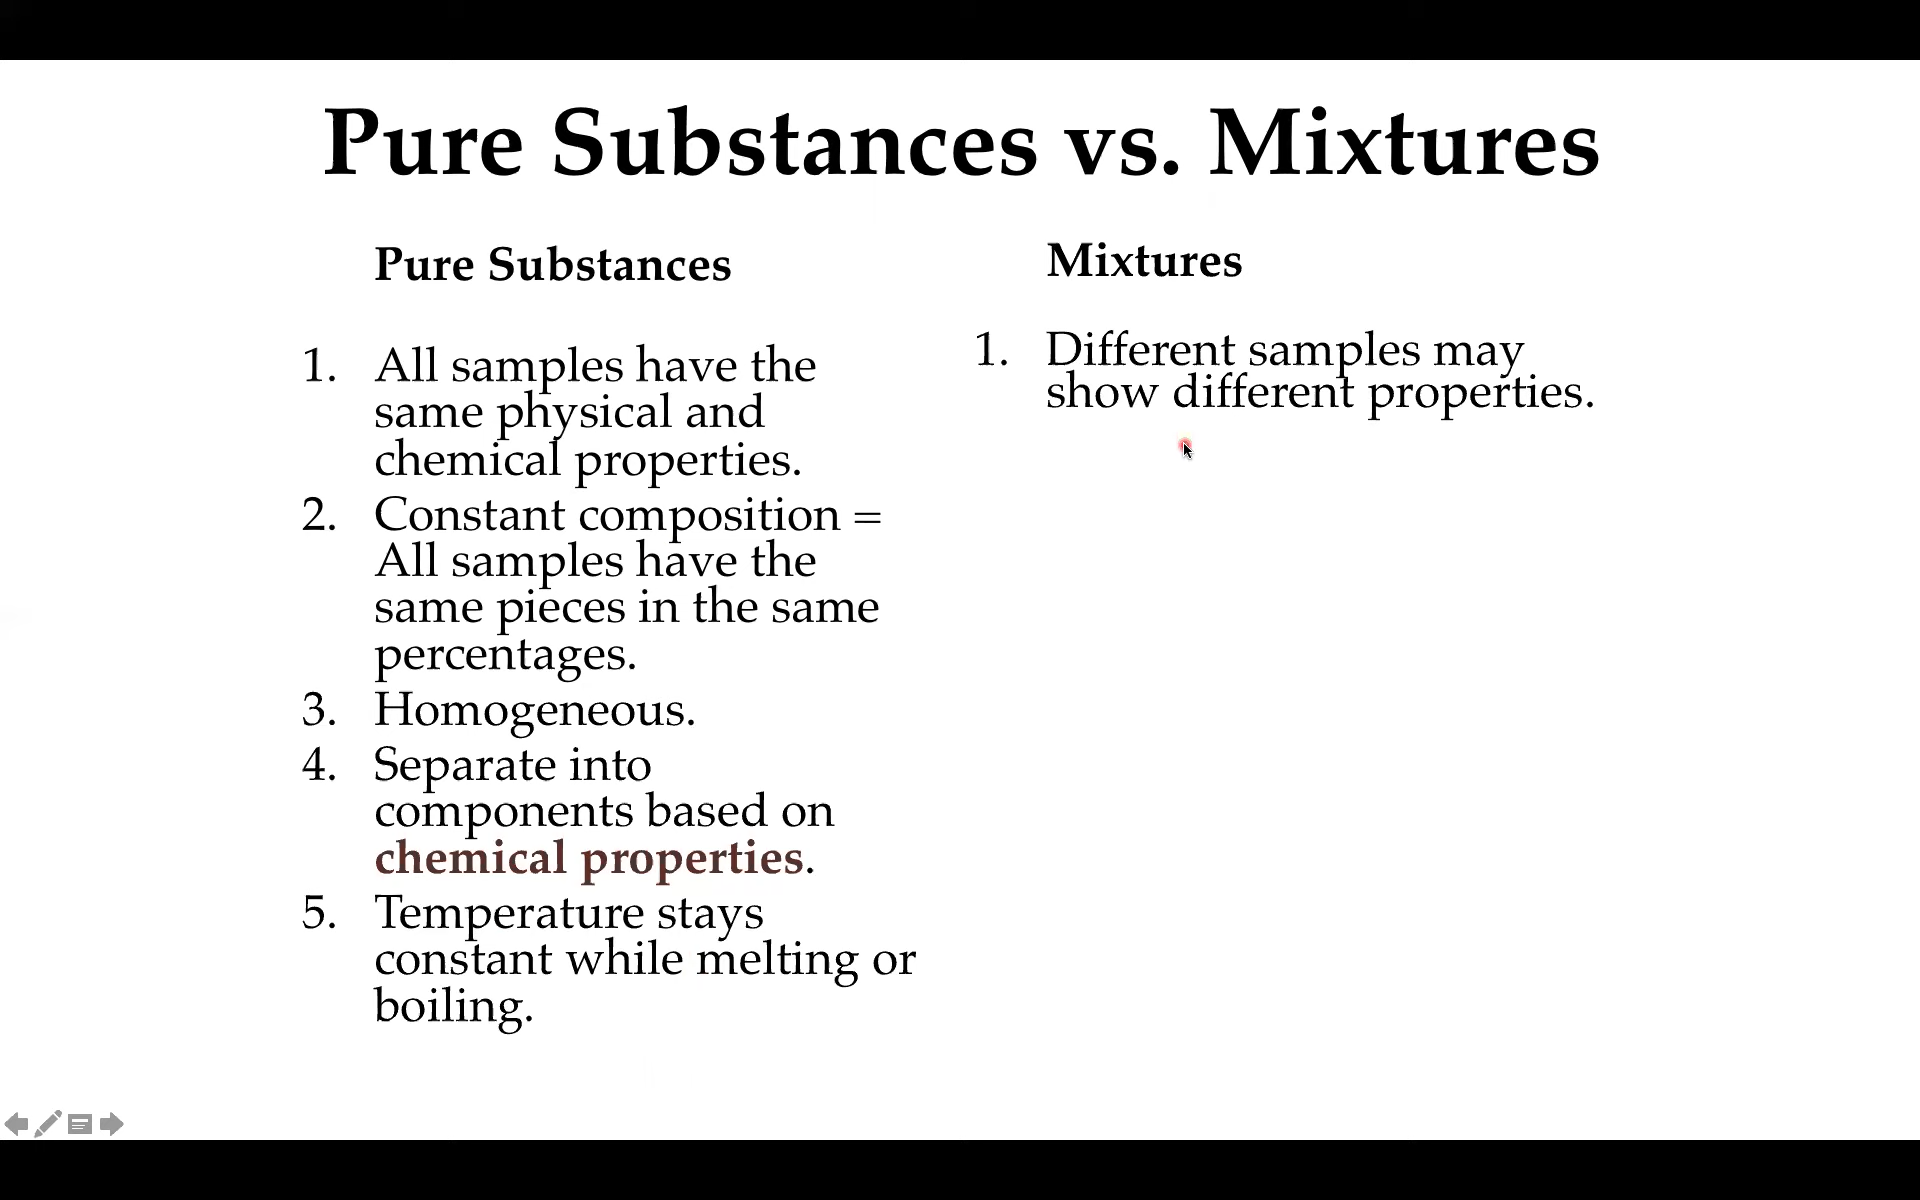 Pure Substances vs. Mixtures
Pure Substances
1. All samples have the
same physical and
chemical properties.
2. Constant composition =
All samples have the
same pieces in the same
percentages.
3. Homogeneous.
4. Separate into
components based on
chemical properties.
5. Temperature stays
constant while melting or
boiling.
Mixtures
1. Different samples may
show different properties.